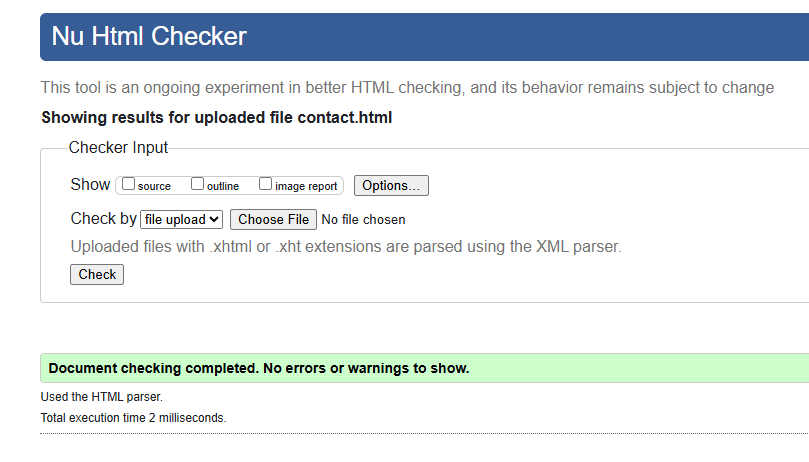 Nu Html Checker
This tool is an ongoing experiment in better HTML checking, and its behavior remains subject to change
Showing results for uploaded file contact.html
Checker Input
Show source outline image report Options...
Check by file upload Choose File No file chosen
Uploaded files with .xhtml or .xht extensions are parsed using the XML parser.
Check
Document checking completed. No errors or warnings to show.
Used the HTML parser.
Total execution time 2 milliseconds.